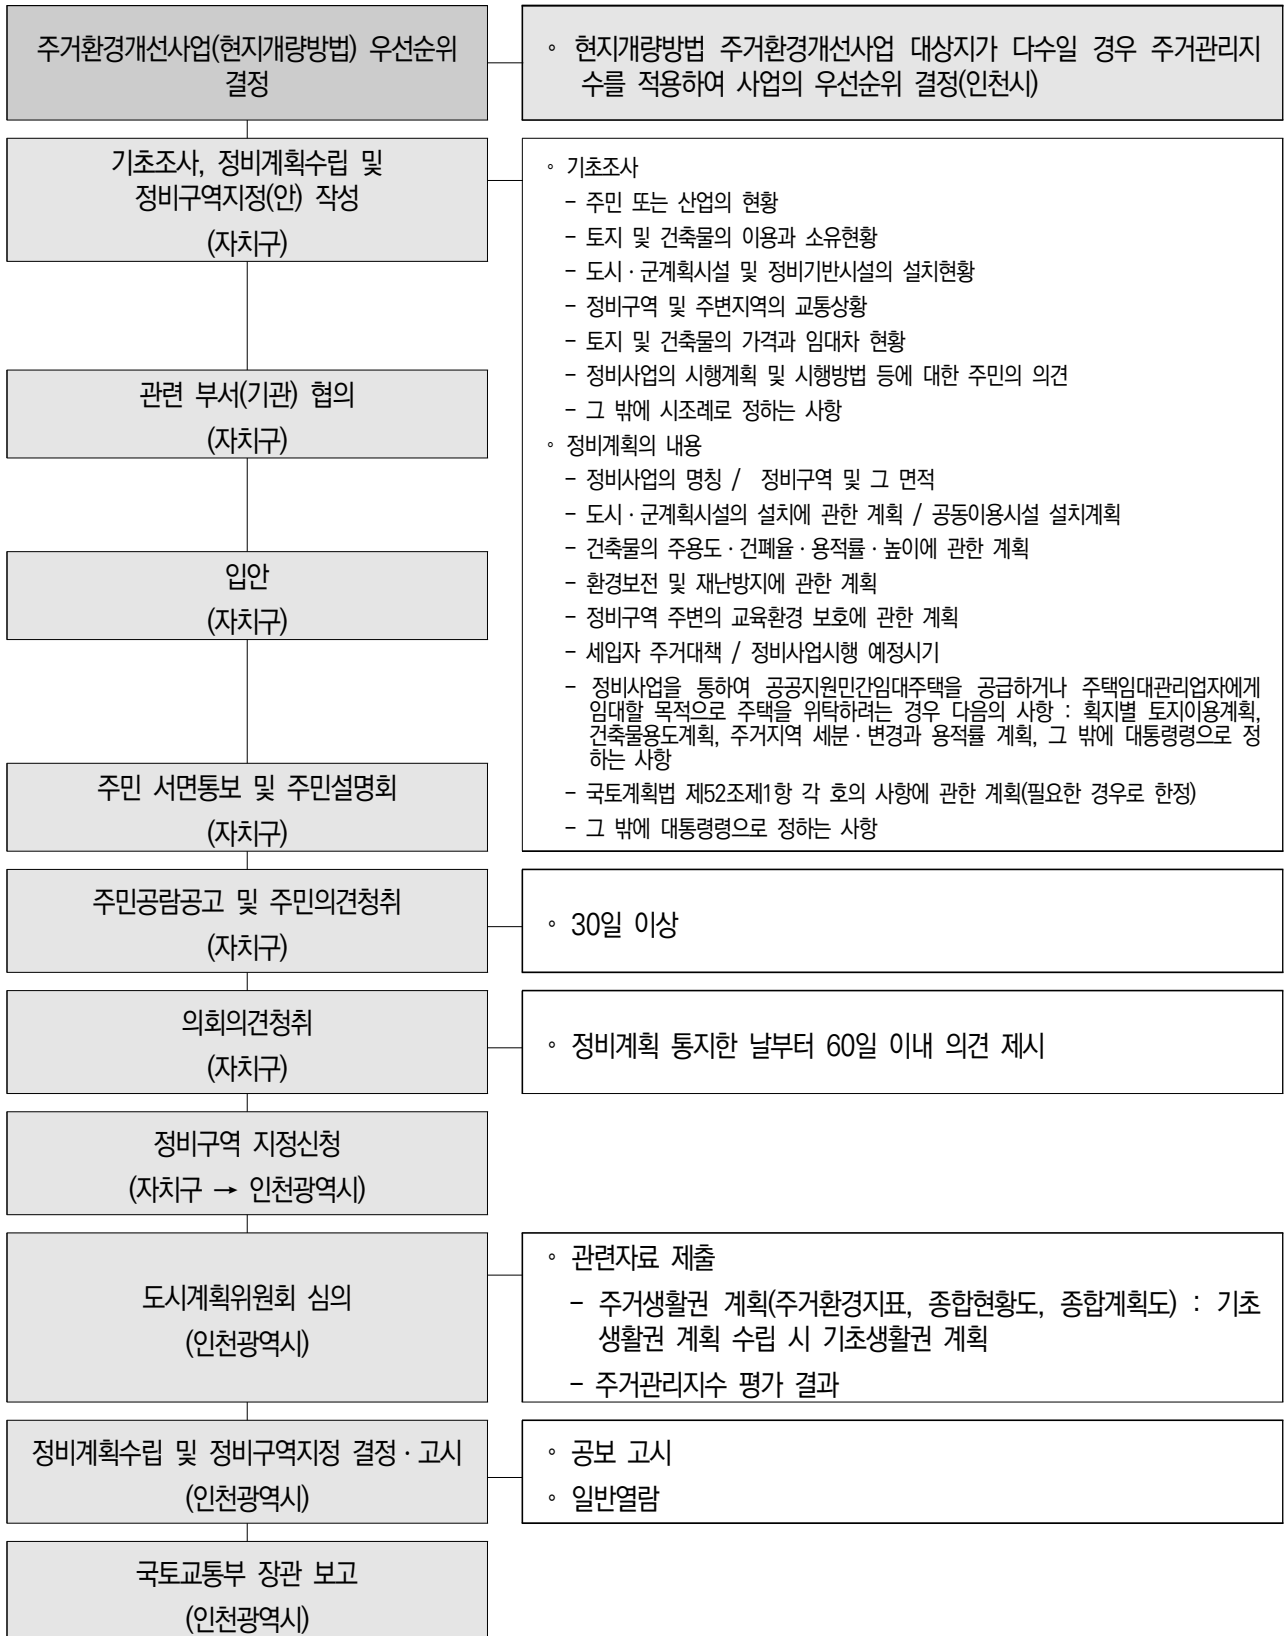 주거환경개선사업(현지개량방법) 우선순위
결정
◦ 현지개량방법 주거환경개선사업 대상지가 다수일 경우 주거관리지
수를 적용하여 사업의 우선순위 결정(인천시)
기초조사, 정비계획수립 및
정비구역지정(안) 작성
(자치구)
◦ 기초조사
- 주민 또는 산업의 현황
- 토지 및 건축물의 이용과 소유현황
- 도시·군계획시설 및 정비기반시설의 설치현황
- 정비구역 및 주변지역의 교통상황
- 토지 및 건축물의 가격과 임대차 현황
- 정비사업의 시행계획 및 시행방법 등에 대한 주민의 의견
- 그 밖에 시조례로 정하는 사항
◦ 정비계획의 내용
- 정비사업의 명칭 / 정비구역 및 그 면적
- 도시·군계획시설의 설치에 관한 계획 / 공동이용시설 설치계획
- 건축물의 주용도·건폐율·용적률·높이에 관한 계획
- 환경보전 및 재난방지에 관한 계획
- 정비구역 주변의 교육환경 보호에 관한 계획
- 세입자 주거대책 / 정비사업시행 예정시기
- 정비사업을 통하여 공공지원민간임대주택을 공급하거나 주택임대관리업자에게
임대할 목적으로 주택을 위탁하려는 경우 다음의 사항 : 획지별 토지이용계획,
건축물용도계획, 주거지역 세분·변경과 용적률 계획, 그 밖에 대통령령으로 정
하는 사항
- 국토계획법 제52조제1항 각 호의 사항에 관한 계획(필요한 경우로 한정)
- 그 밖에 대통령령으로 정하는 사항
관련 부서(기관) 협의
(자치구)
입안
(자치구)
주민 서면통보 및 주민설명회
(자치구)
주민공람공고 및 주민의견청취
(자치구)
◦ 30일 이상
의회의견청취
(자치구)
◦ 정비계획 통지한 날부터 60일 이내 의견 제시
정비구역 지정신청
(자치구 → 인천광역시)
도시계획위원회 심의
(인천광역시)
◦ 관련자료 제출
- 주거생활권 계획(주거환경지표, 종합현황도, 종합계획도) : 기초
생활권 계획 수립 시 기초생활권 계획
- 주거관리지수 평가 결과
정비계획수립 및 정비구역지정 결정·고시
(인천광역시)
◦ 공보 고시
◦ 일반열람
국토교통부 장관 보고
(인천광역시)